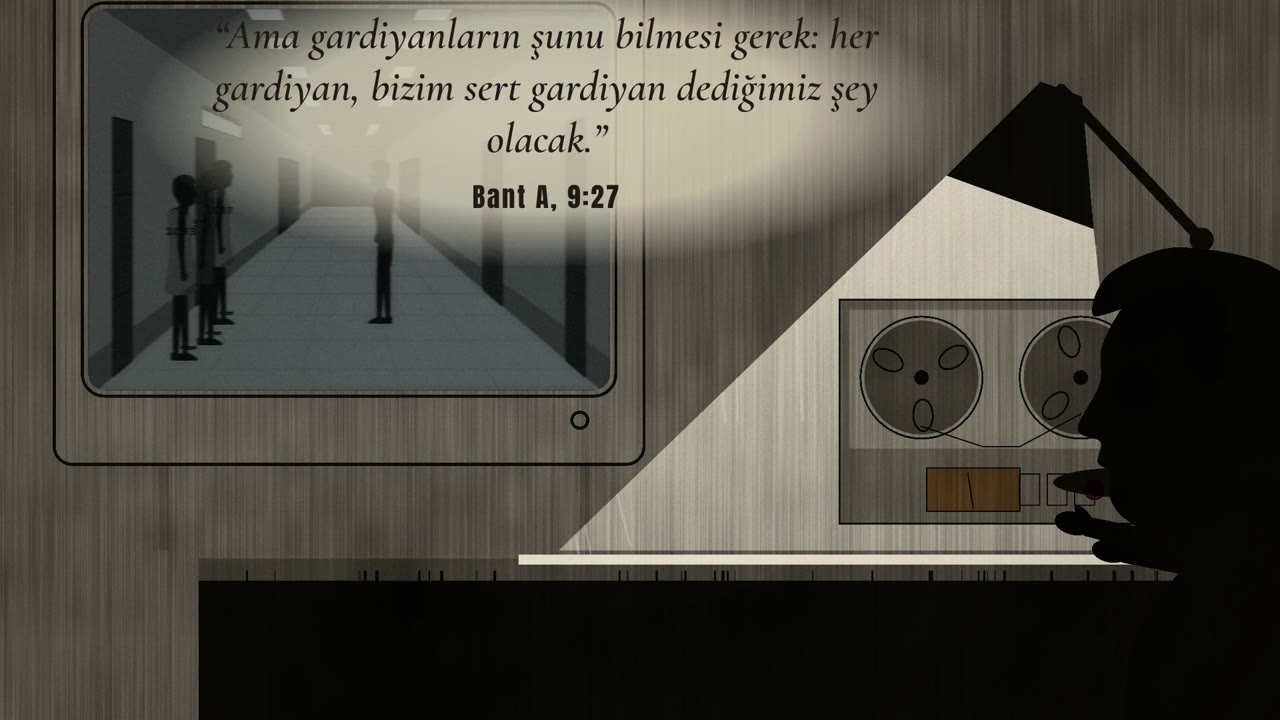 “Ama gardiyanların şunu bilmesi gerek: her
gardiyan, bizim sert gardiyan dediğimiz şey
olacak.”
Bant A, 9:27